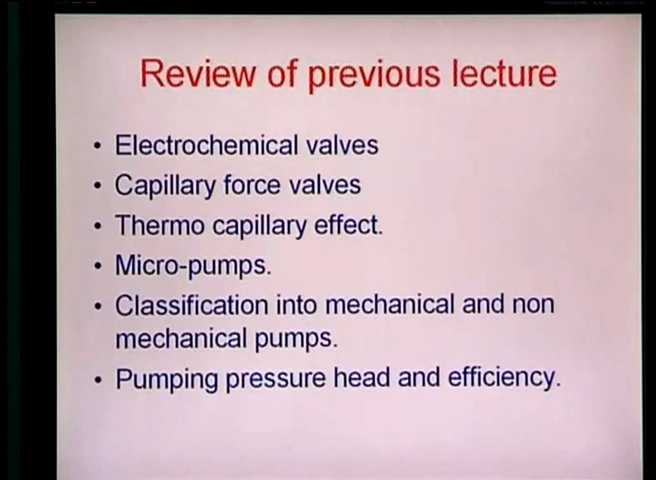 Review of previous lecture
• Electrochemical valves
• Capillary force valves
• Thermo capillary effect.
• Micro-pumps.
• Classification into mechanical and non
mechanical pumps.
• Pumping pressure head and efficiency.